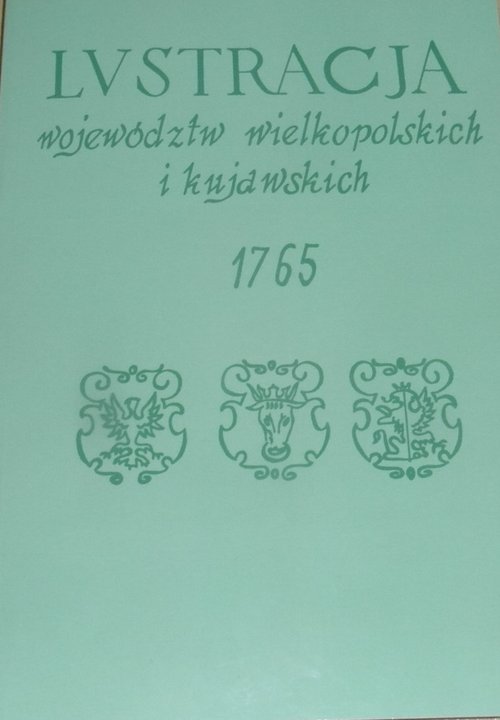 LVSTRACJA
województw wielkopolskich
i kujawskich
1765